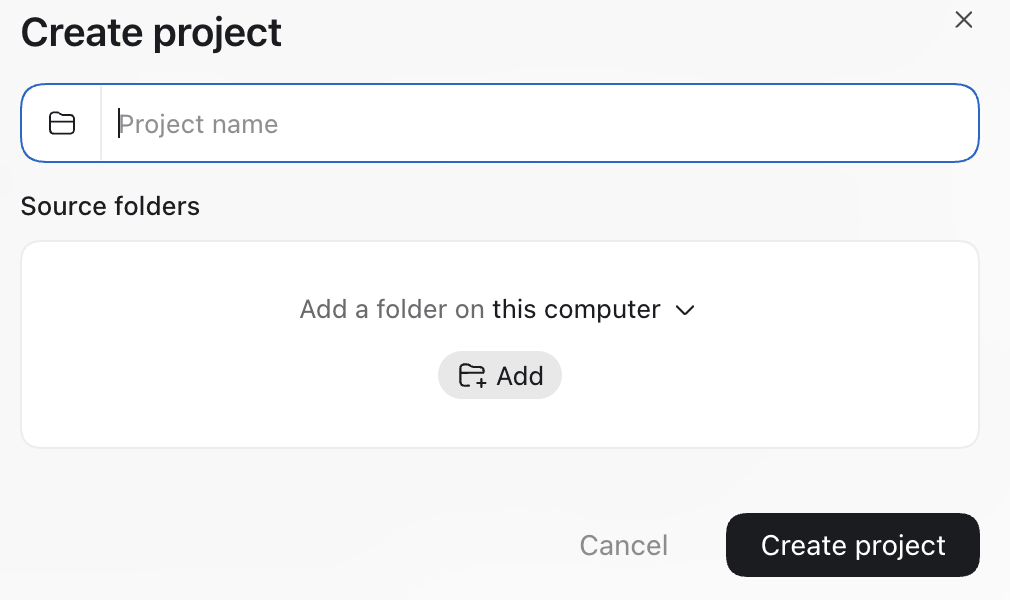 Create project
Project name
Source folders
Add a folder on this computer
Add
Cancel
Create project